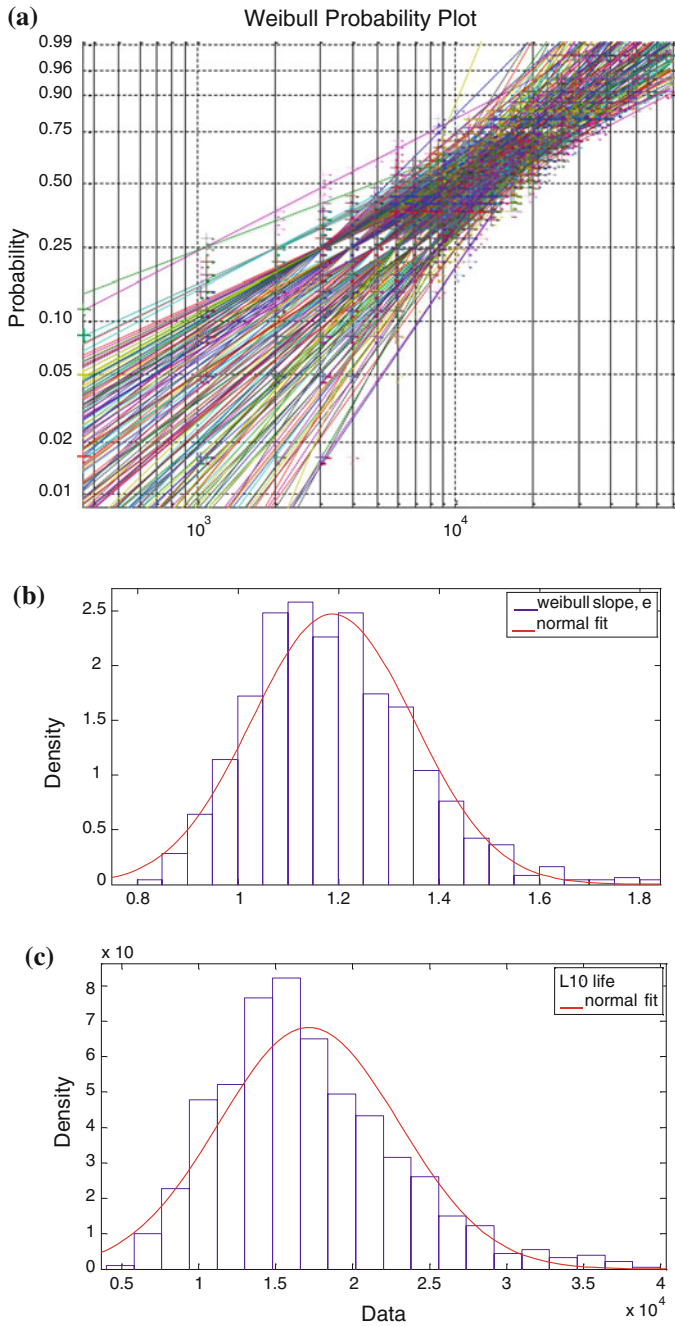 (a)
Weibull Probability Plot
0.99
0.96
0.90
0.75
0.50
0.25
0.10
0.05
0.02
0.01
Probability
10³
10⁴
(b)
weibull slope, e
normal fit
2.5
2
1.5
1
0.5
0
Density
0.8
1
1.2
1.4
1.6
1.8
(c)
x 10
L10 life
normal fit
8
7
6
5
4
3
2
1
0
Density
0.5
1
1.5
2
2.5
3
3.5
4
Data
x 10⁴